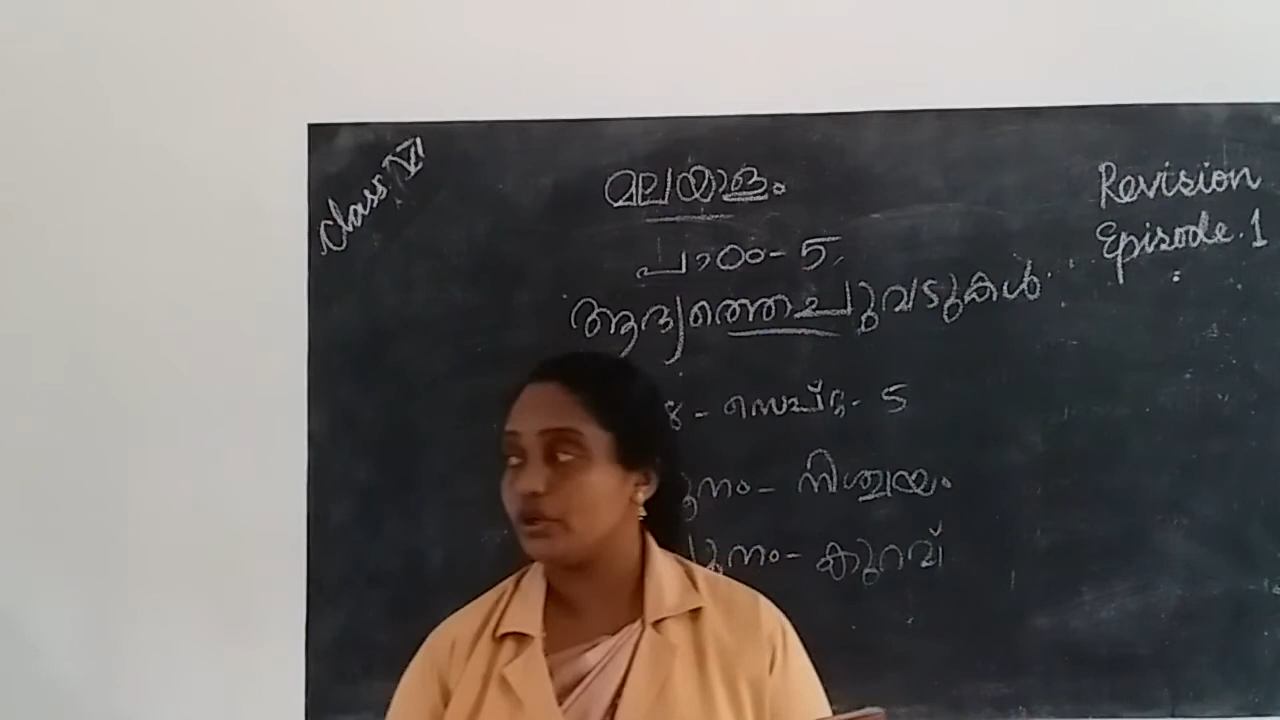 Class VI
മലയാളം
Revision
Episode.1
പാഠം-5
ആദ്യത്തെചുവടുകൾ
- സെപ്റ്റ - 5
നിശ്ചയം
കുറവ്